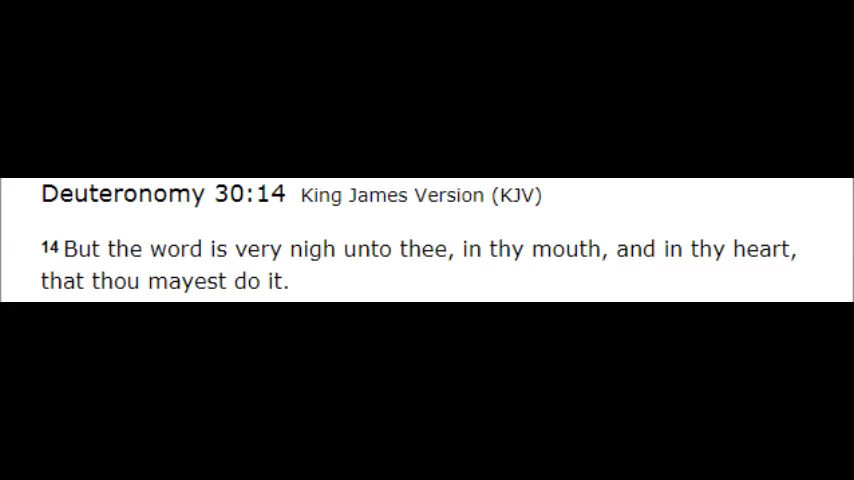 Deuteronomy 30:14 King James Version (KJV)
14 But the word is very nigh unto thee, in thy mouth, and in thy heart,
that thou mayest do it.